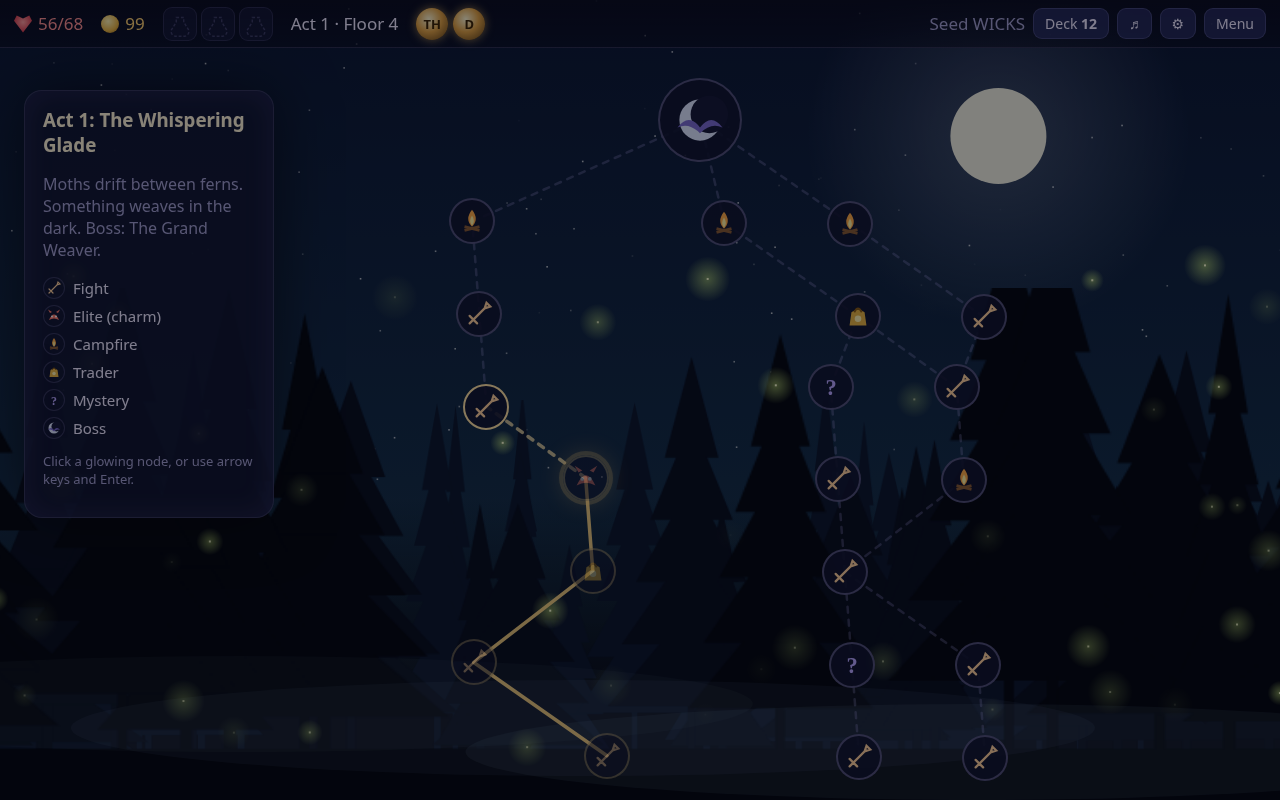 56/68 99 Act 1 · Floor 4 TH D Seed WICKS Deck 12 ♬ ⚙ Menu
Act 1: The Whispering
Glade
Moths drift between ferns.
Something weaves in the
dark. Boss: The Grand
Weaver.
Fight
Elite (charm)
Campfire
Trader
? Mystery
Boss
Click a glowing node, or use arrow
keys and Enter.
?
?